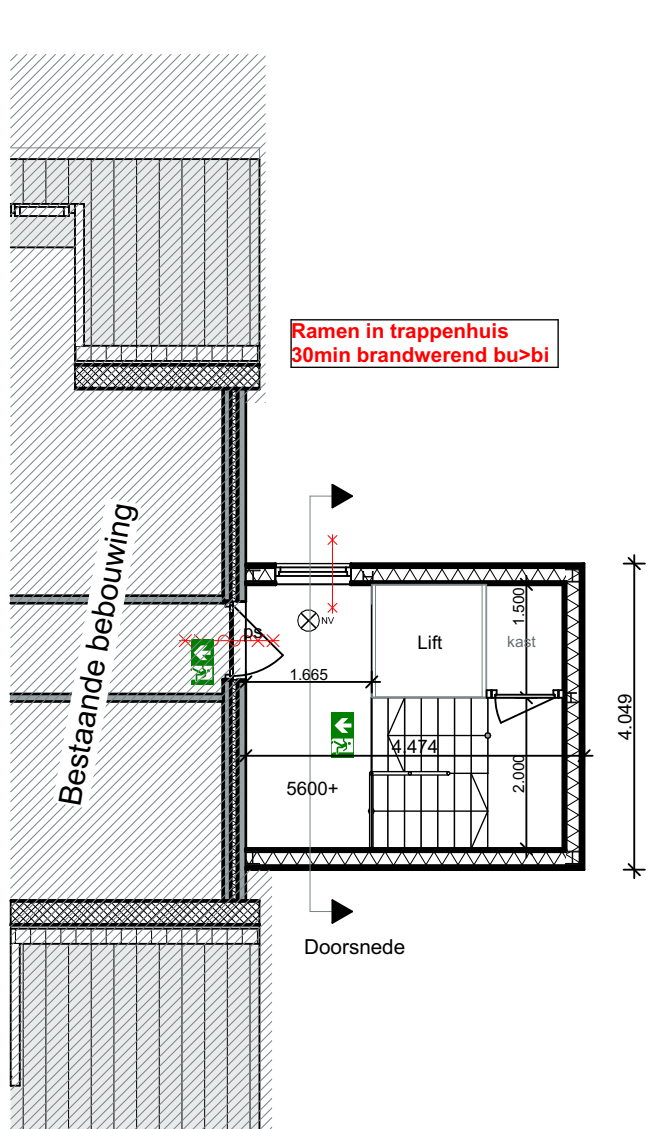 Ramen in trappenhuis
30min brandwerend bu>bi
Bestaande bebouwing
NV
Lift
kast
1.500
1.665
4.049
4.474
5600+
2.000
Doorsnede